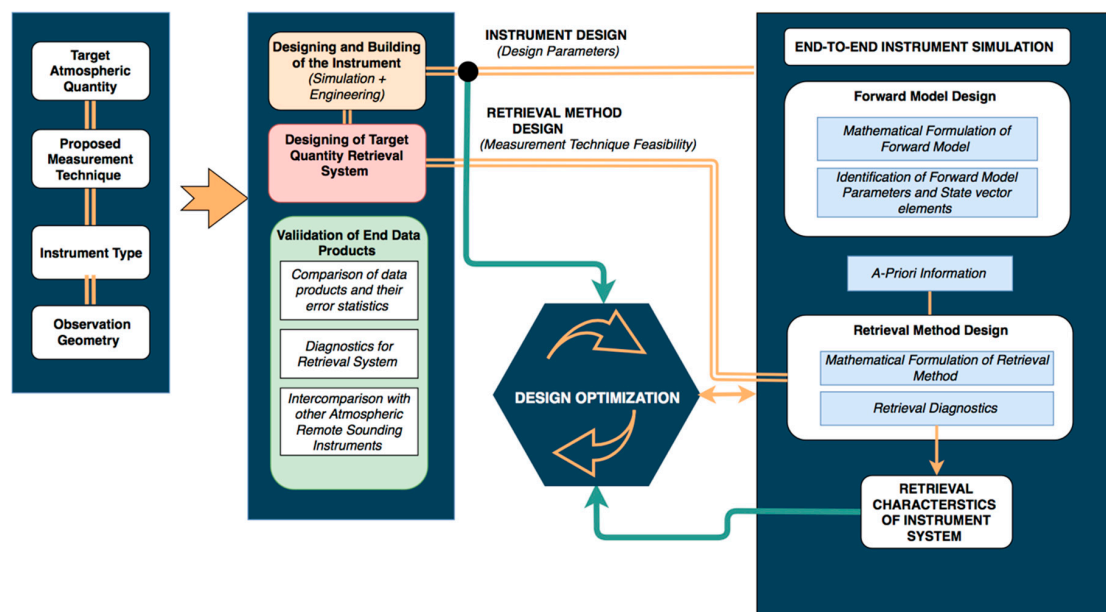 Target
Atmospheric
Quantity
Proposed
Measurement
Technique
Instrument Type
Observation
Geometry
Designing and Building
of the Instrument
(Simulation +
Engineering)
Designing of Target
Quantity Retrieval
System
Valiidation of End Data
Products
Comparison of data
products and their
error statistics
Diagnostics for
Retrieval System
Intercomparison with
other Atmospheric
Remote Sounding
Instruments
INSTRUMENT DESIGN
(Design Parameters)
RETRIEVAL METHOD
DESIGN
(Measurement Technique Feasibility)
DESIGN OPTIMIZATION
END-TO-END INSTRUMENT SIMULATION
Forward Model Design
Mathematical Formulation of
Forward Model
Identification of Forward Model
Parameters and State vector
elements
A-Priori Information
Retrieval Method Design
Mathematical Formulation of Retrieval
Method
Retrieval Diagnostics
RETRIEVAL
CHARACTERSTICS
OF INSTRUMENT
SYSTEM